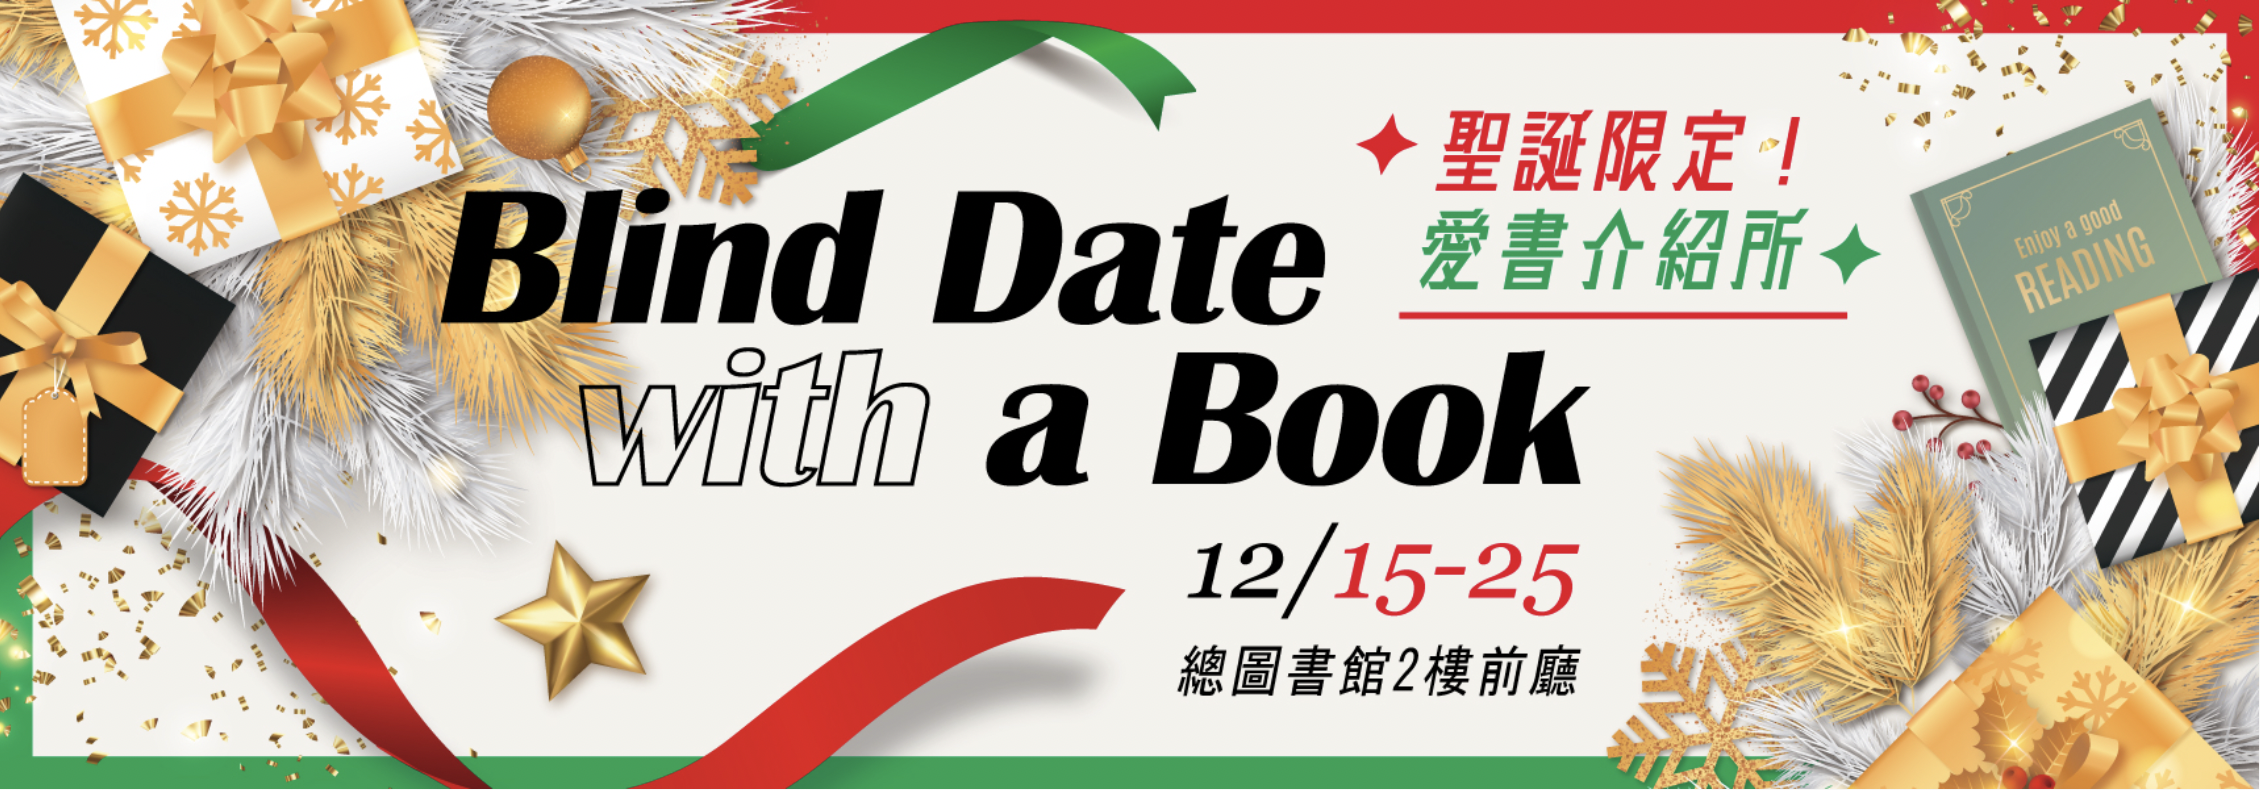 聖誕限定！
愛書介紹所
Blind Date
with a Book
12/15-25
總圖書館2樓前廳
Enjoy a good
READING